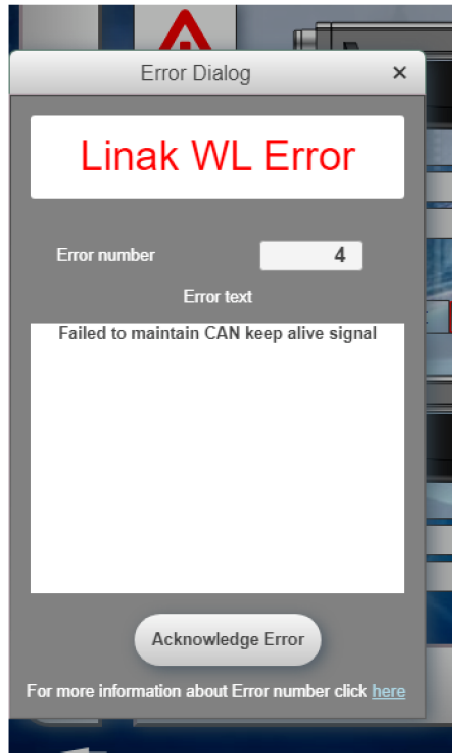 Error Dialog ×
Linak WL Error
Error number 4
Error text
Failed to maintain CAN keep alive signal
Acknowledge Error
For more information about Error number click here